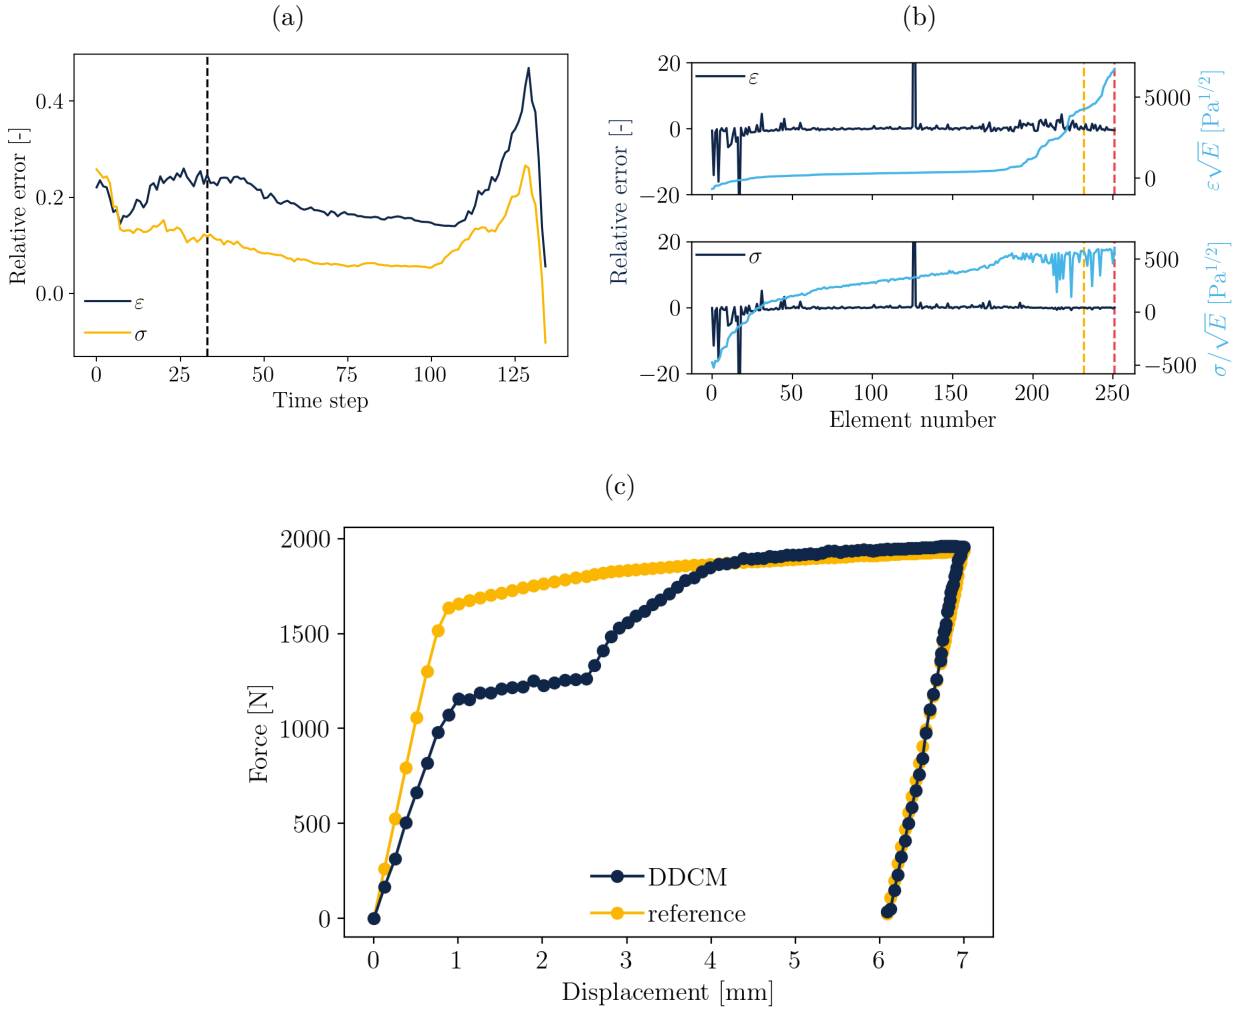 (a)
Relative error [-]
0.4
0.2
0.0
ε
σ
0
25
50
75
100
125
Time step
(b)
Relative error [-]
20
0
−20
ε
5000
0
ε√E [Pa^{1/2}]
20
0
−20
σ
500
0
−500
σ/√E [Pa^{1/2}]
0
50
100
150
200
250
Element number
(c)
Force [N]
2000
1500
1000
500
0
DDCM
reference
0
1
2
3
4
5
6
7
Displacement [mm]